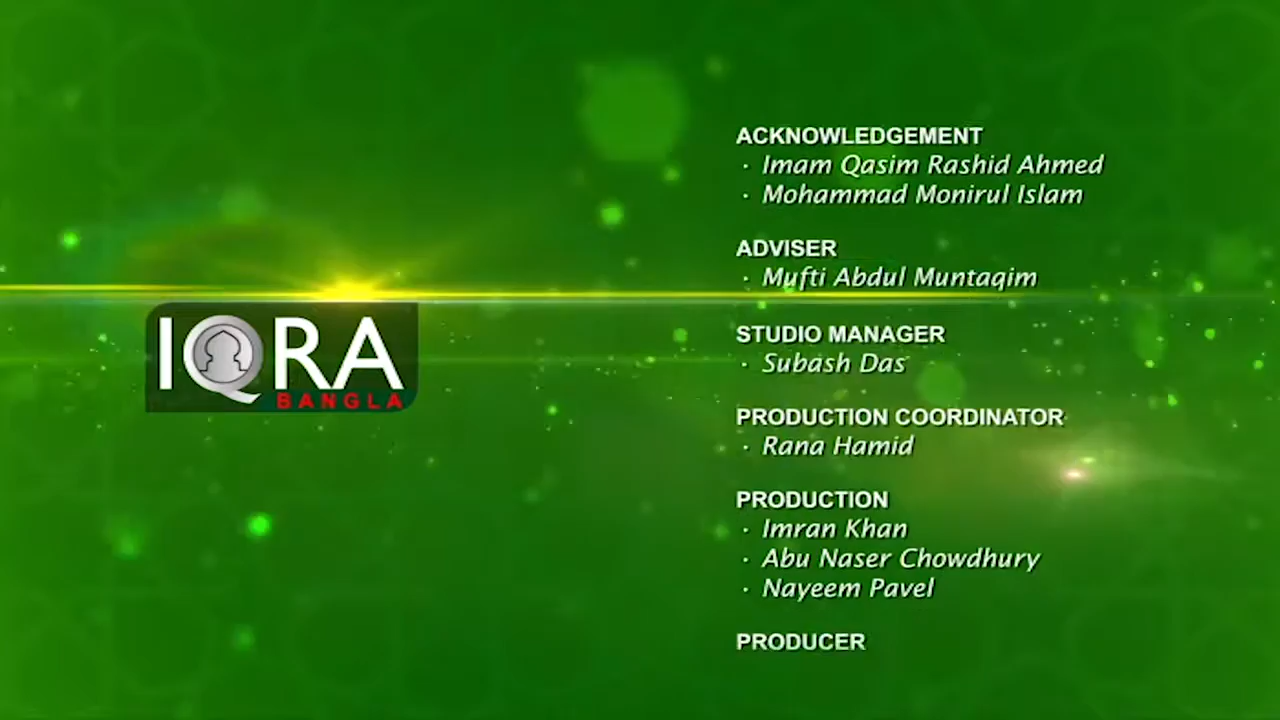 IQRA
BANGLA
ACKNOWLEDGEMENT
· Imam Qasim Rashid Ahmed
· Mohammad Monirul Islam
ADVISER
· Mufti Abdul Muntaqim
STUDIO MANAGER
· Subash Das
PRODUCTION COORDINATOR
· Rana Hamid
PRODUCTION
· Imran Khan
· Abu Naser Chowdhury
· Nayeem Pavel
PRODUCER